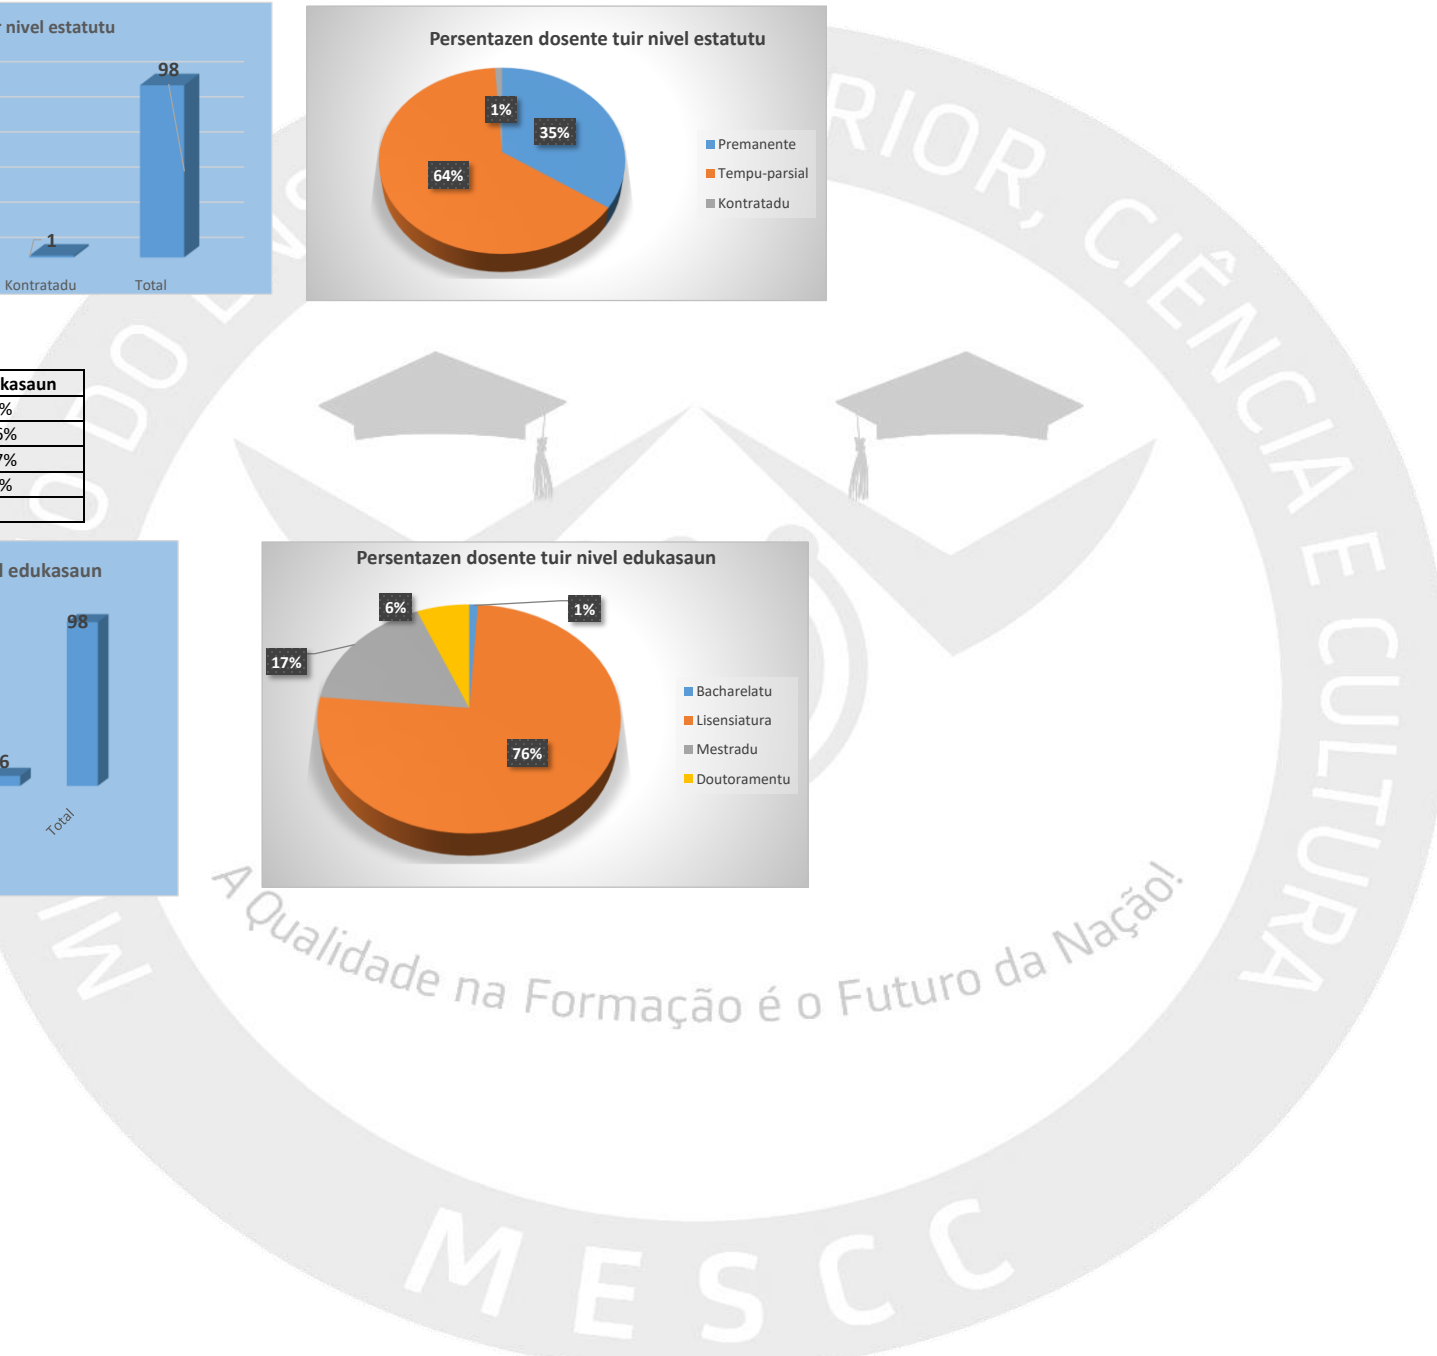 r nivel estatutu
98
1
Kontratadu
Total
Persentazen dosente tuir nivel estatutu
1%
35%
64%
Premanente
Tempu-parsial
Kontratadu
kasaun
%
6%
7%
%
l edukasaun
98
6
Total
Persentazen dosente tuir nivel edukasaun
6%
1%
17%
76%
Bacharelatu
Lisensiatura
Mestradu
Doutoramentu
RIOR, CIÊNCIA E CULTURA
A Qualidade na Formação é o Futuro da Nação!
MESCC